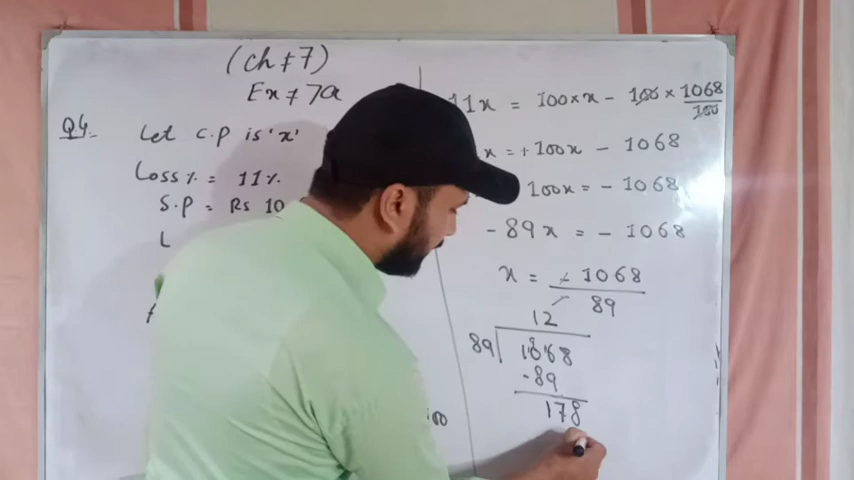 (Ch # 7)
Ex # 7a
Q4:- Let C.P is 'x'
Loss % = 11%
S.P = Rs 10
L
100
11x = 100 × x - 100 × 1068/100
x = +100x - 1068
100x = - 1068
- 89x = - 1068
x = - 1068 / - 89
12
89 ) 1068
- 89
178